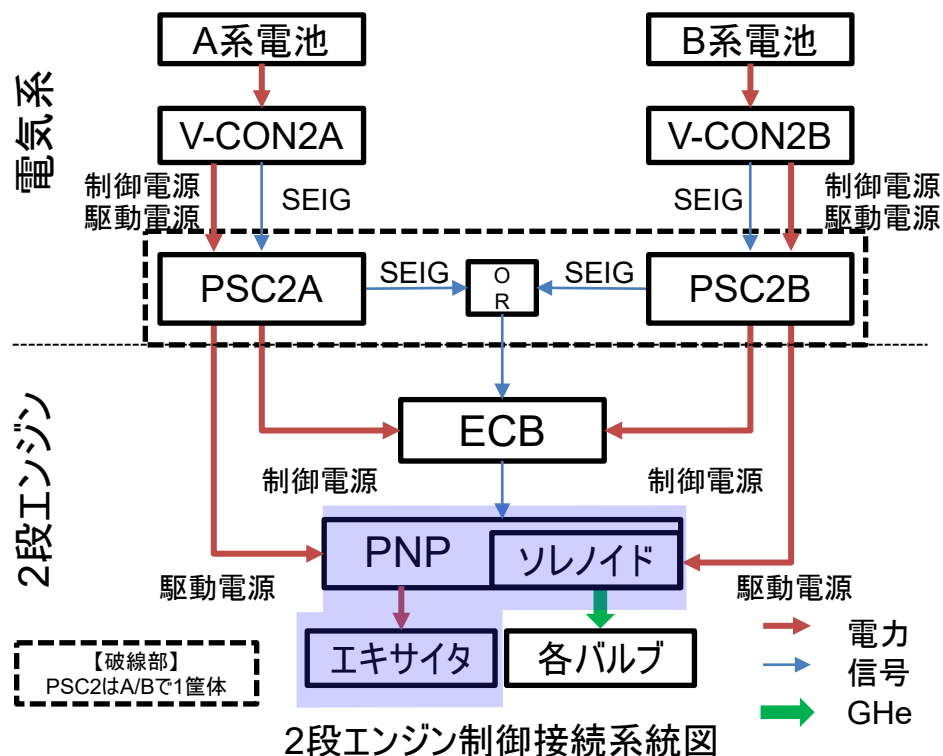 A系電池
B系電池
電気系
V-CON2A
V-CON2B
制御電源
駆動電源
SEIG
SEIG
制御電源
駆動電源
PSC2A
SEIG
O
R
SEIG
PSC2B
2段エンジン
ECB
制御電源
制御電源
PNP
ソレノイド
駆動電源
駆動電源
エキサイタ
各バルブ
【破線部】
PSC2はA/Bで1筐体
電力
信号
GHe
2段エンジン制御接続系統図